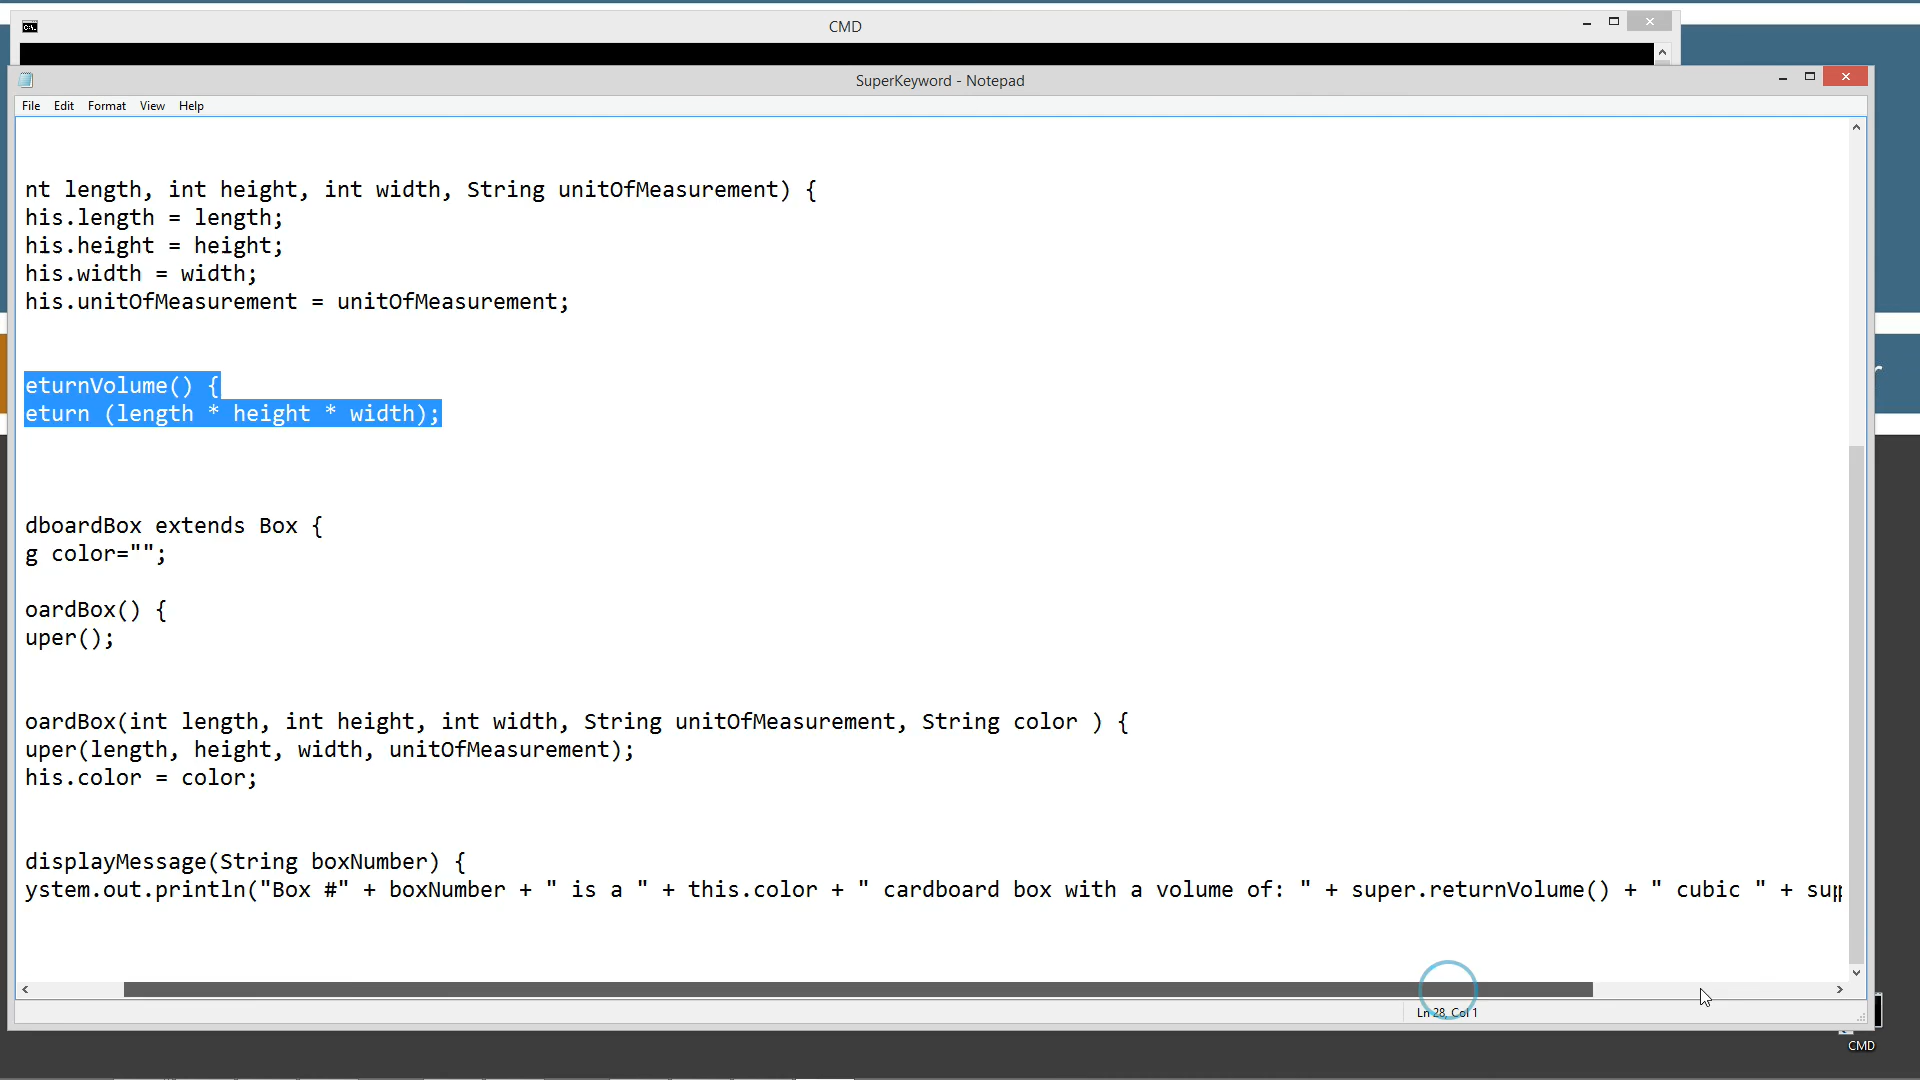 CMD
SuperKeyword - Notepad
File Edit Format View Help
nt length, int height, int width, String unitOfMeasurement) {
his.length = length;
his.height = height;
his.width = width;
his.unitOfMeasurement = unitOfMeasurement;
eturnVolume() {
eturn (length * height * width);
dboardBox extends Box {
g color="";
oardBox() {
uper();
oardBox(int length, int height, int width, String unitOfMeasurement, String color ) {
uper(length, height, width, unitOfMeasurement);
his.color = color;
displayMessage(String boxNumber) {
ystem.out.println("Box #" + boxNumber + " is a " + this.color + " cardboard box with a volume of: " + super.returnVolume() + " cubic " + sup
Ln 28, Col 1
CMD